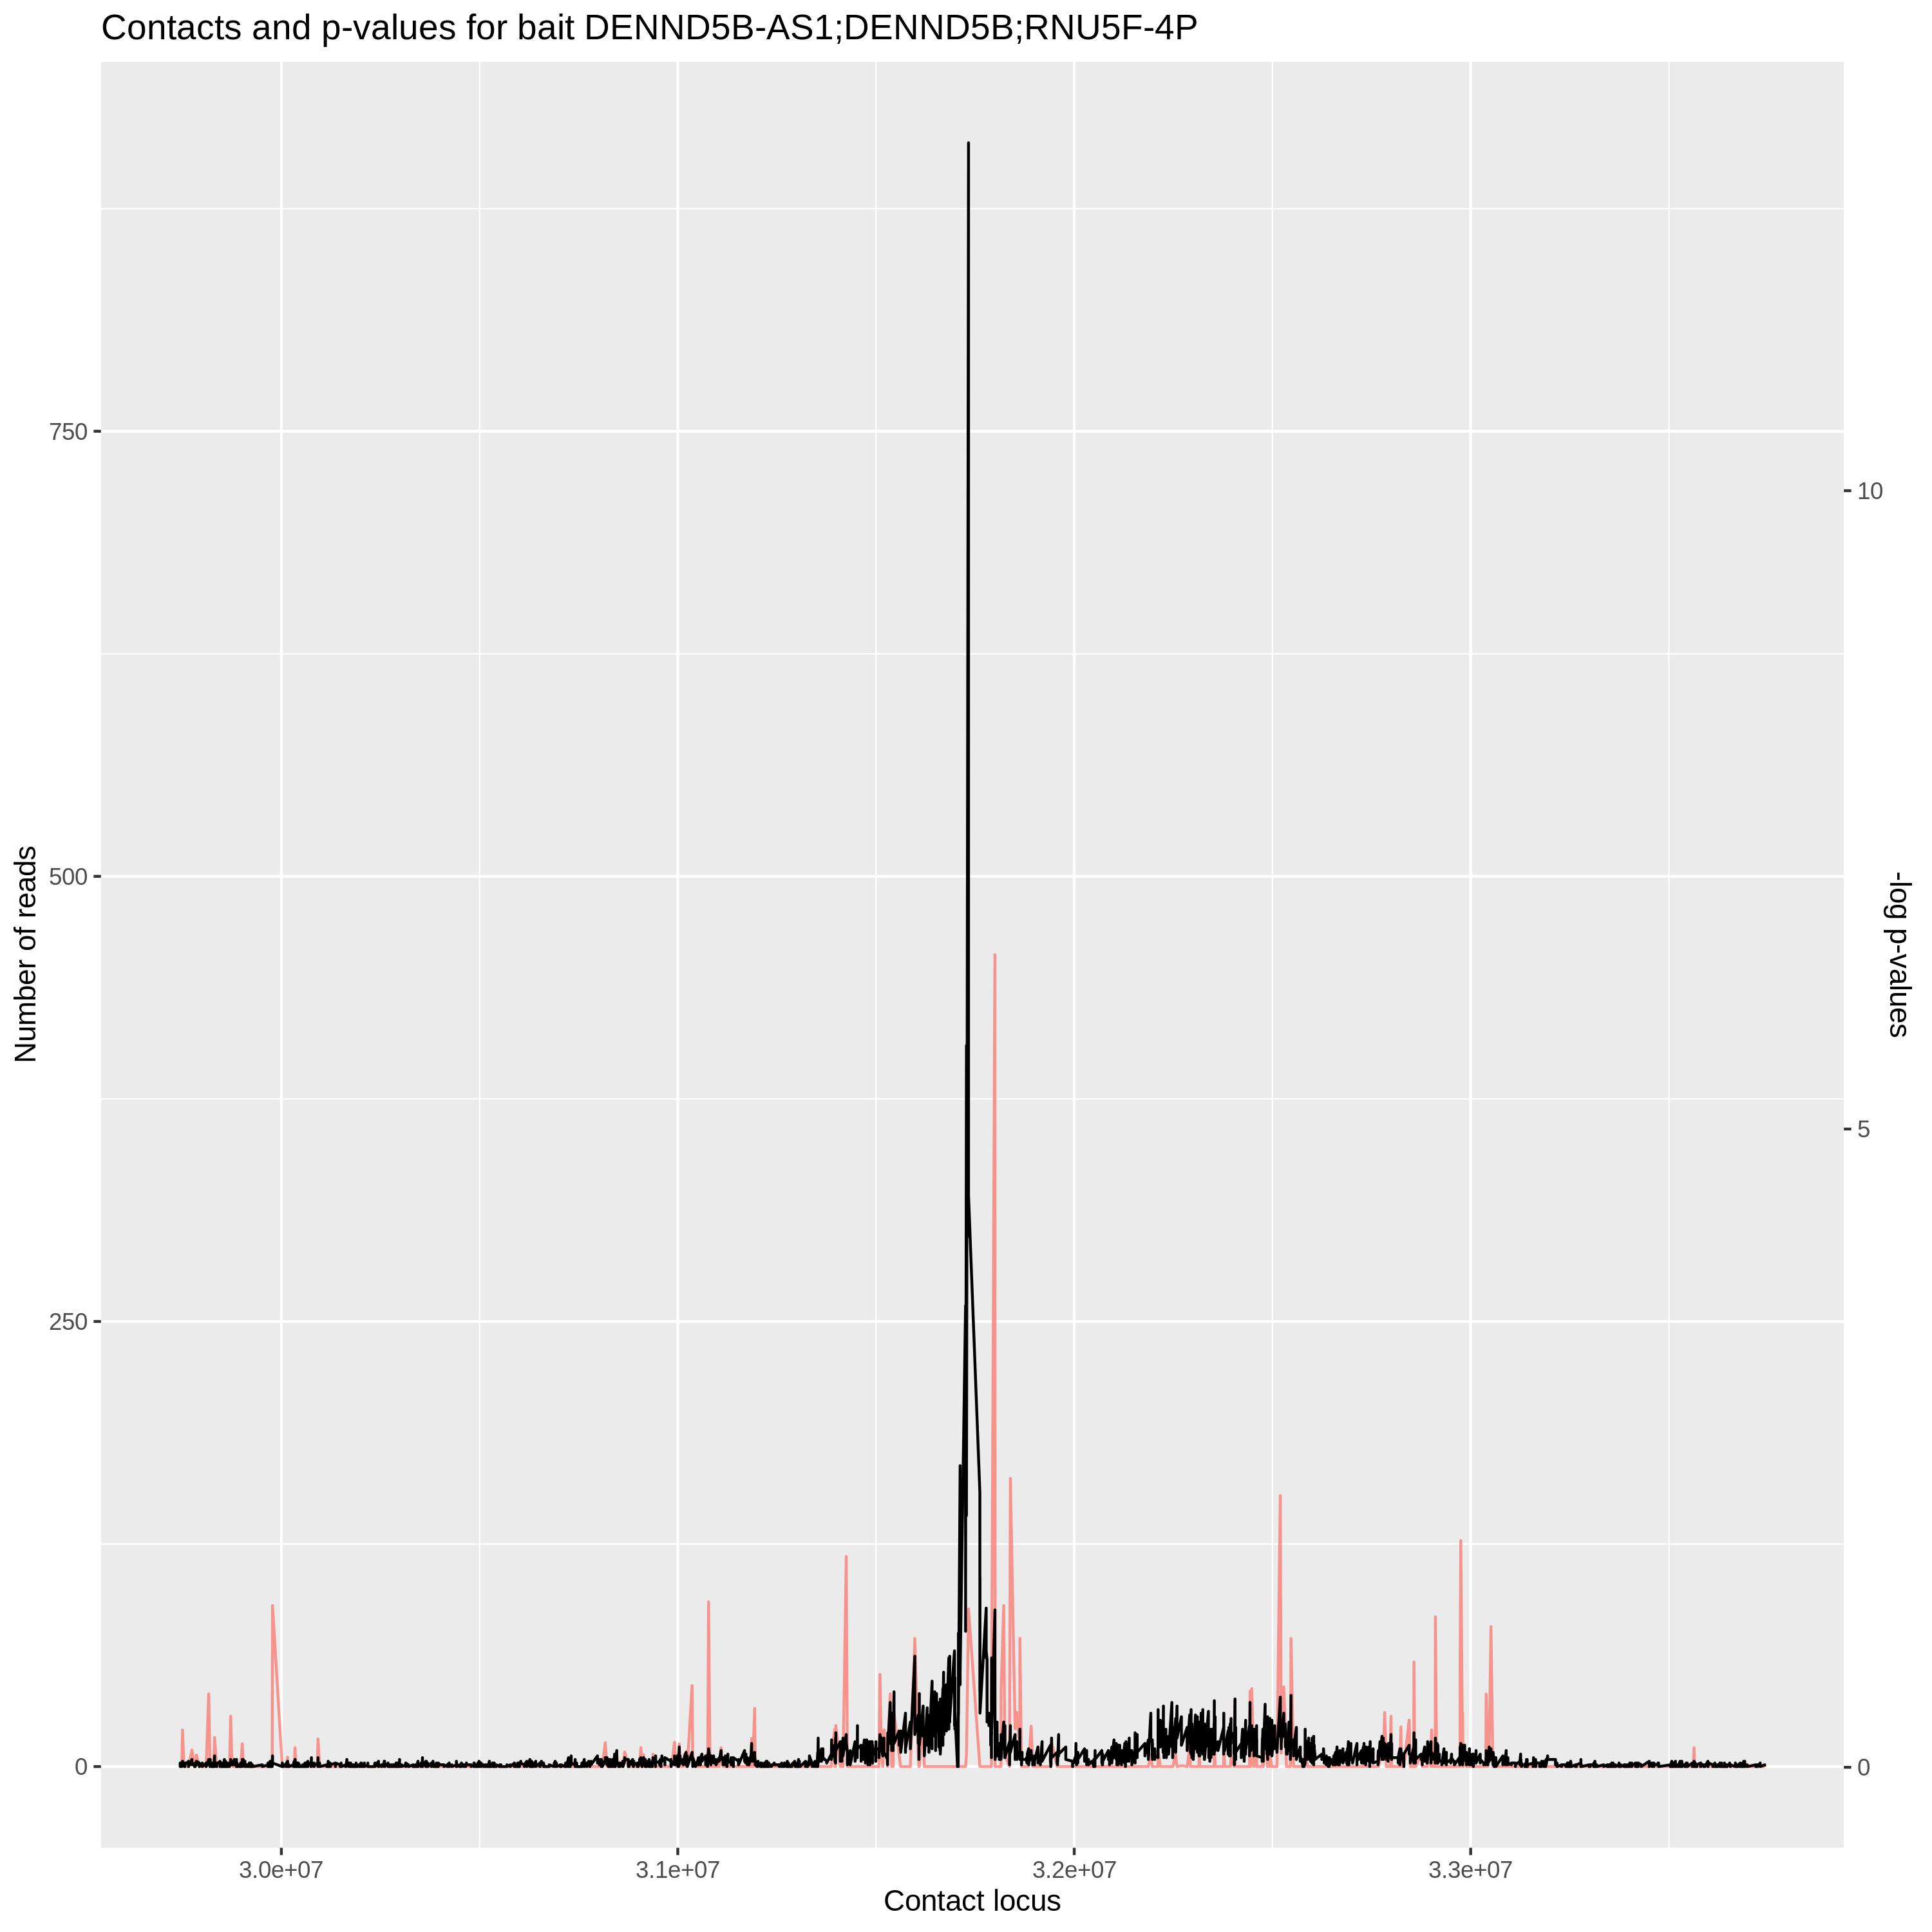 Contacts and p-values for bait DENND5B-AS1;DENND5B;RNU5F-4P
750
500
250
0
Number of reads
10
5
0
-log p-values
3.0e+07
3.1e+07
3.2e+07
3.3e+07
Contact locus